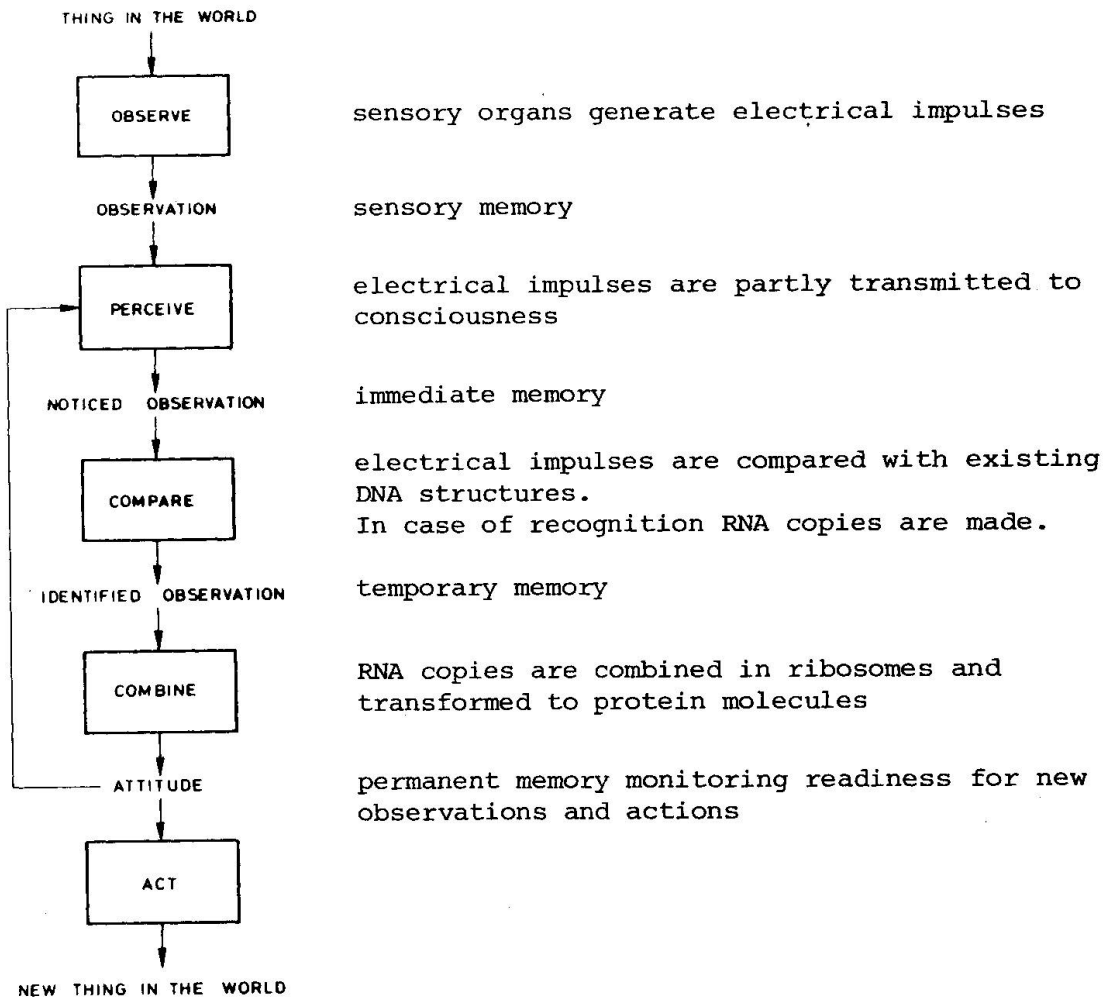 THING IN THE WORLD
OBSERVE
sensory organs generate electrical impulses
OBSERVATION
sensory memory
PERCEIVE
electrical impulses are partly transmitted to
consciousness
NOTICED OBSERVATION
immediate memory
COMPARE
electrical impulses are compared with existing
DNA structures.
In case of recognition RNA copies are made.
IDENTIFIED OBSERVATION
temporary memory
COMBINE
RNA copies are combined in ribosomes and
transformed to protein molecules
ATTITUDE
permanent memory monitoring readiness for new
observations and actions
ACT
NEW THING IN THE WORLD